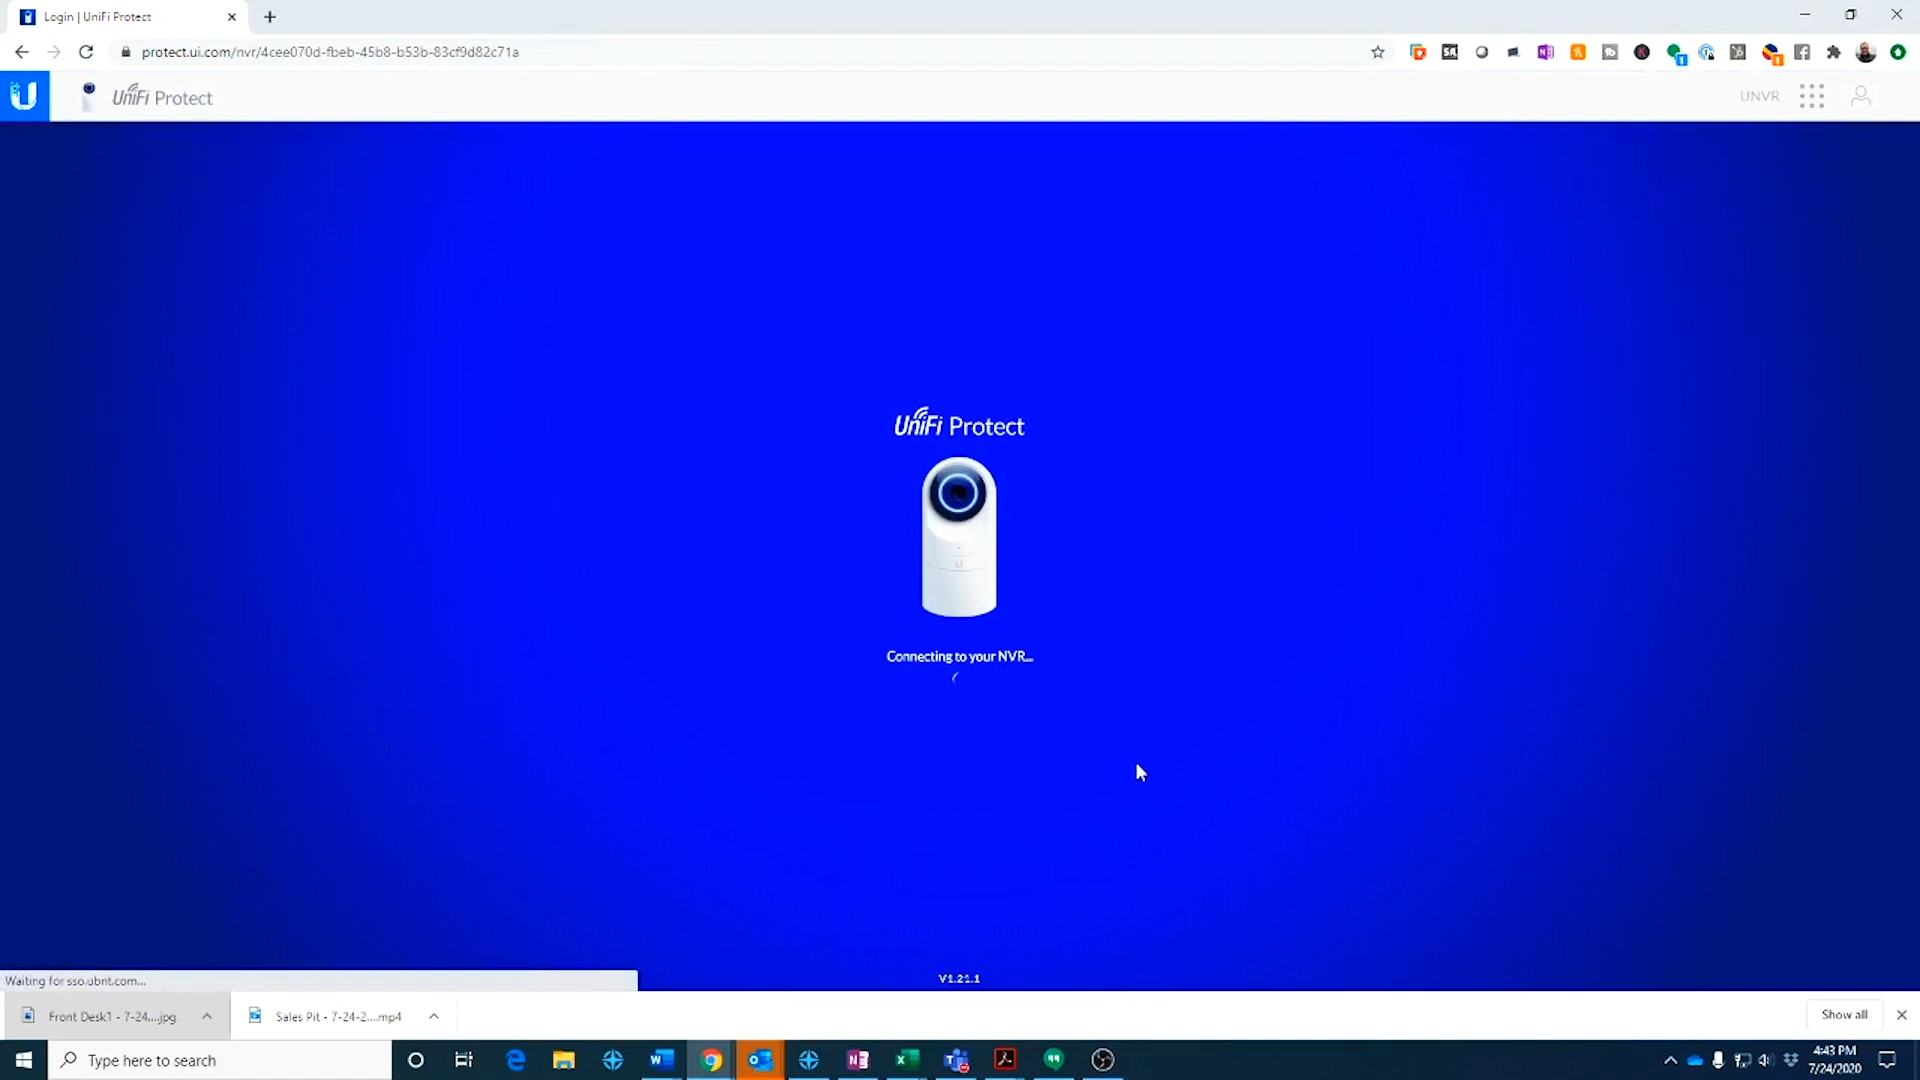 Login | UniFi Protect
protect.ui.com/nvr/4cee070d-fbeb-45b8-b53b-83cf9d82c71a
UniFi Protect
UNVR
UniFi Protect
Connecting to your NVR...
V1.21.1
Waiting for sso.ubnt.com...
Front Desk1 - 7-24....jpg
Sales Pit - 7-24-2....mp4
Show all
Type here to search
4:43 PM
7/24/2020